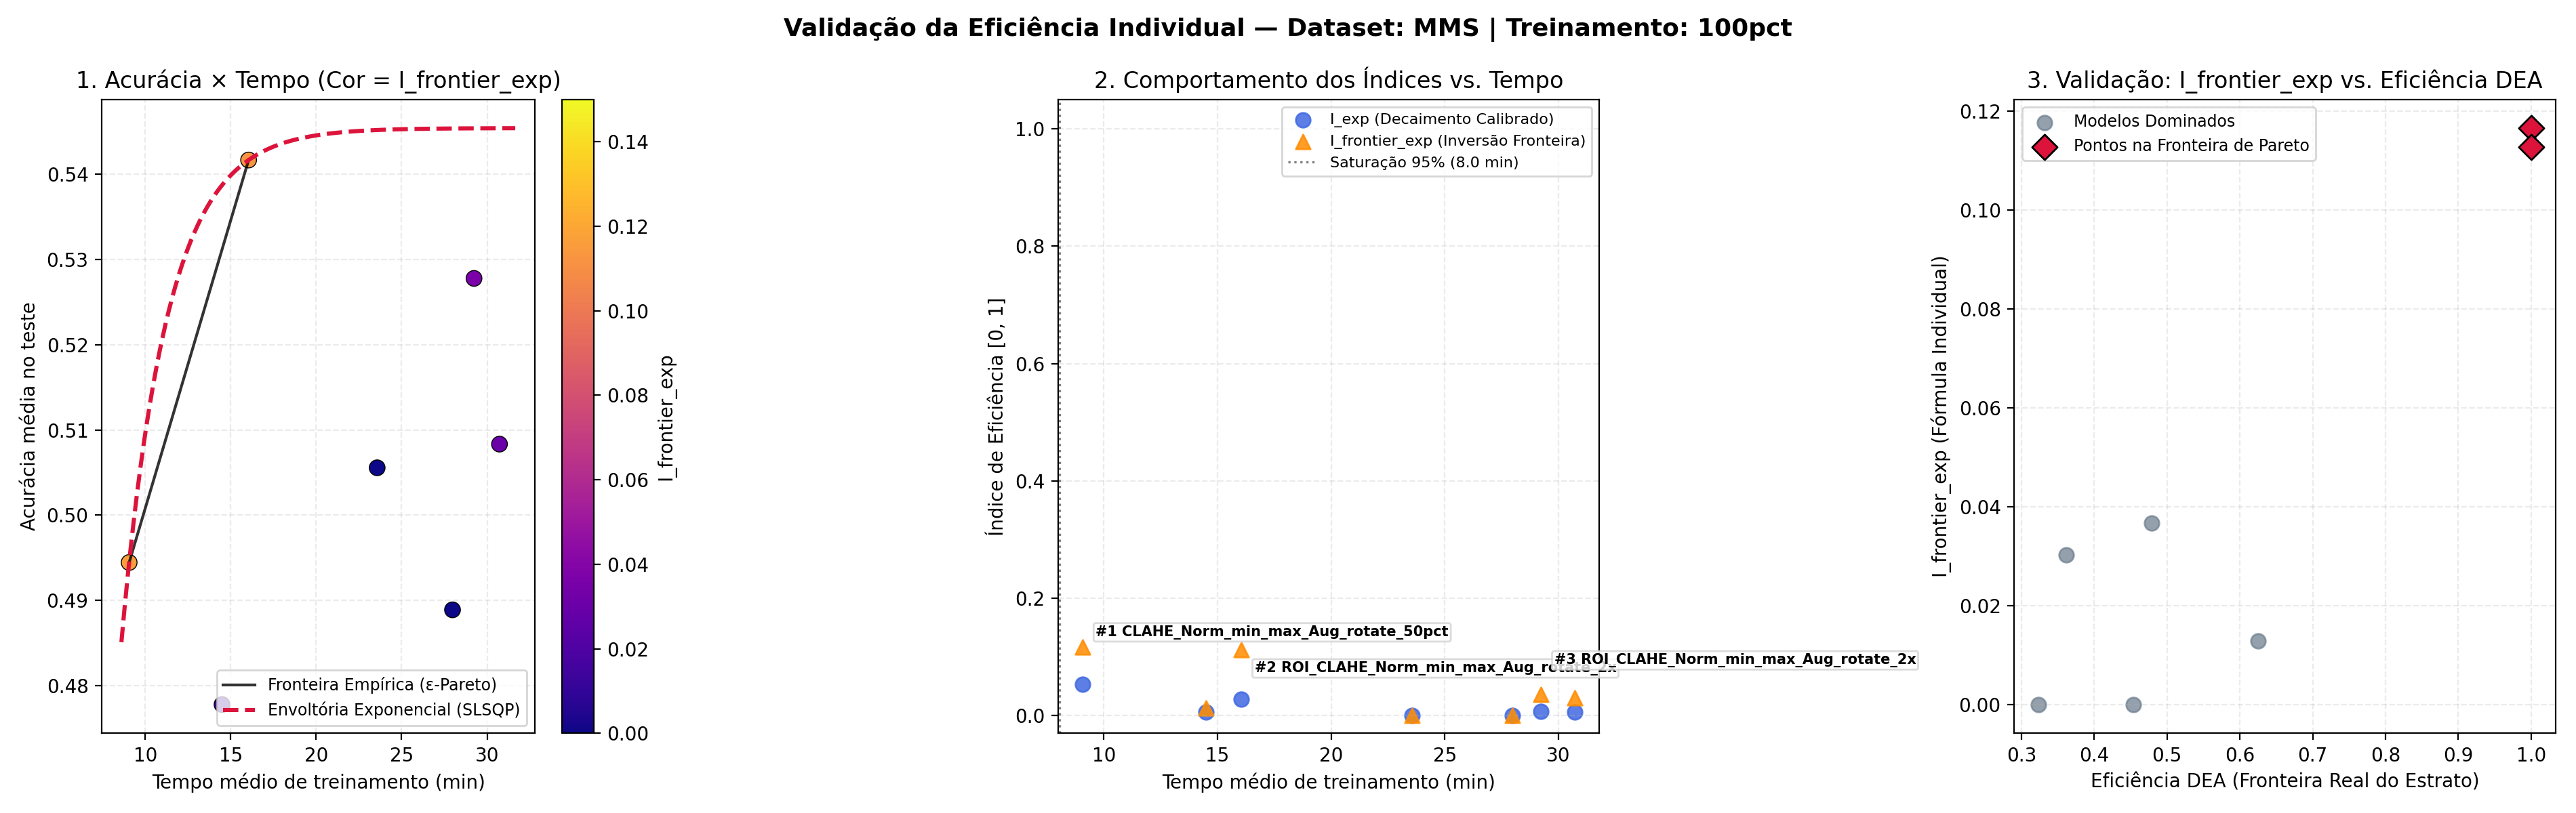 Validação da Eficiência Individual — Dataset: MMS | Treinamento: 100pct
1. Acurácia × Tempo (Cor = I_frontier_exp)
Acurácia média no teste
0.54
0.53
0.52
0.51
0.50
0.49
0.48
10
15
20
25
30
Tempo médio de treinamento (min)
Fronteira Empírica (ε-Pareto)
Envoltória Exponencial (SLSQP)
0.14
0.12
0.10
0.08
0.06
0.04
0.02
0.00
I_frontier_exp
2. Comportamento dos Índices vs. Tempo
Índice de Eficiência [0, 1]
1.0
0.8
0.6
0.4
0.2
0.0
I_exp (Decaimento Calibrado)
I_frontier_exp (Inversão Fronteira)
Saturação 95% (8.0 min)
#1 CLAHE_Norm_min_max_Aug_rotate_50pct
#2 ROI_CLAHE_Norm_min_max_Aug_rotate_2x
#3 ROI_CLAHE_Norm_min_max_Aug_rotate_2x
10
15
20
25
30
Tempo médio de treinamento (min)
3. Validação: I_frontier_exp vs. Eficiência DEA
I_frontier_exp (Fórmula Individual)
0.12
0.10
0.08
0.06
0.04
0.02
0.00
Modelos Dominados
Pontos na Fronteira de Pareto
0.3
0.4
0.5
0.6
0.7
0.8
0.9
1.0
Eficiência DEA (Fronteira Real do Estrato)